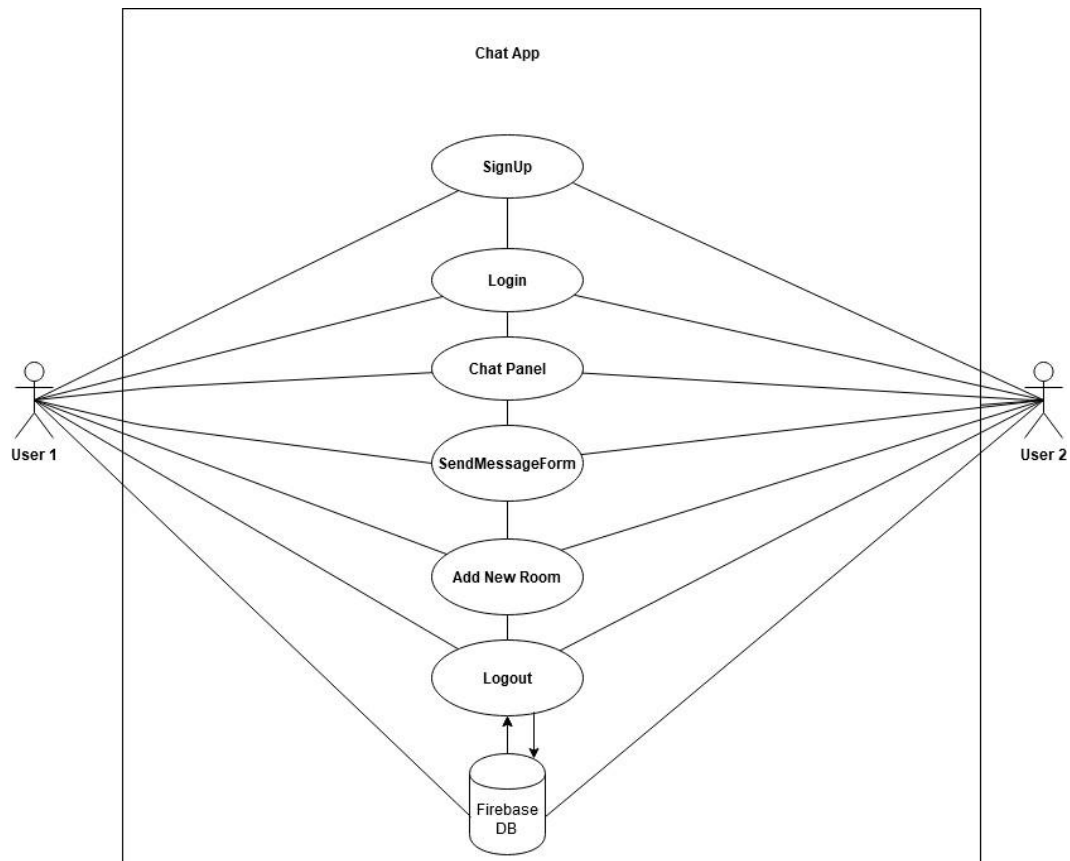 Chat App
SignUp
Login
Chat Panel
User 1
User 2
SendMessageForm
Add New Room
Logout
Firebase
DB